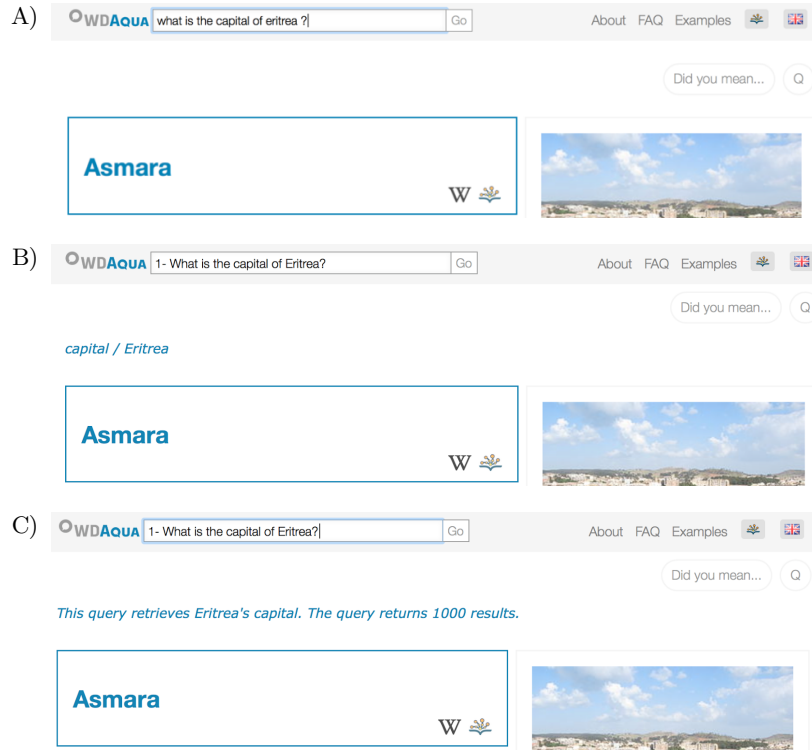 A) WDAqua what is the capital of eritrea ? Go About FAQ Examples
Did you mean... Q
Asmara
W
B) WDAqua 1- What is the capital of Eritrea? Go About FAQ Examples
Did you mean... Q
capital / Eritrea
Asmara
W
C) WDAqua 1- What is the capital of Eritrea? Go About FAQ Examples
Did you mean... Q
This query retrieves Eritrea's capital. The query returns 1000 results.
Asmara
W